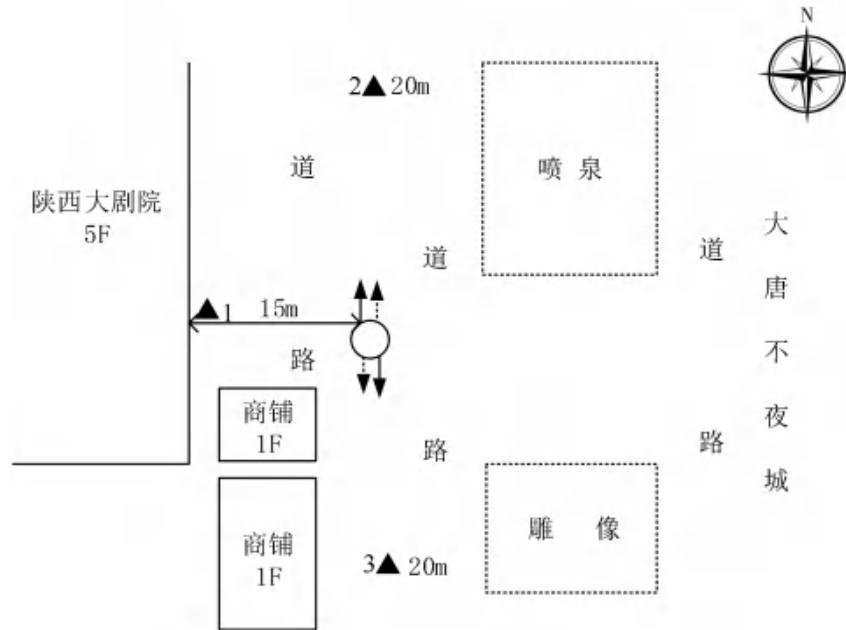 N
2▲ 20m
道
喷 泉
陕西大剧院
5F
大
唐
不
夜
城
道
道
▲1 15m
路
商铺
1F
路
路
雕 像
商铺
1F
3▲ 20m